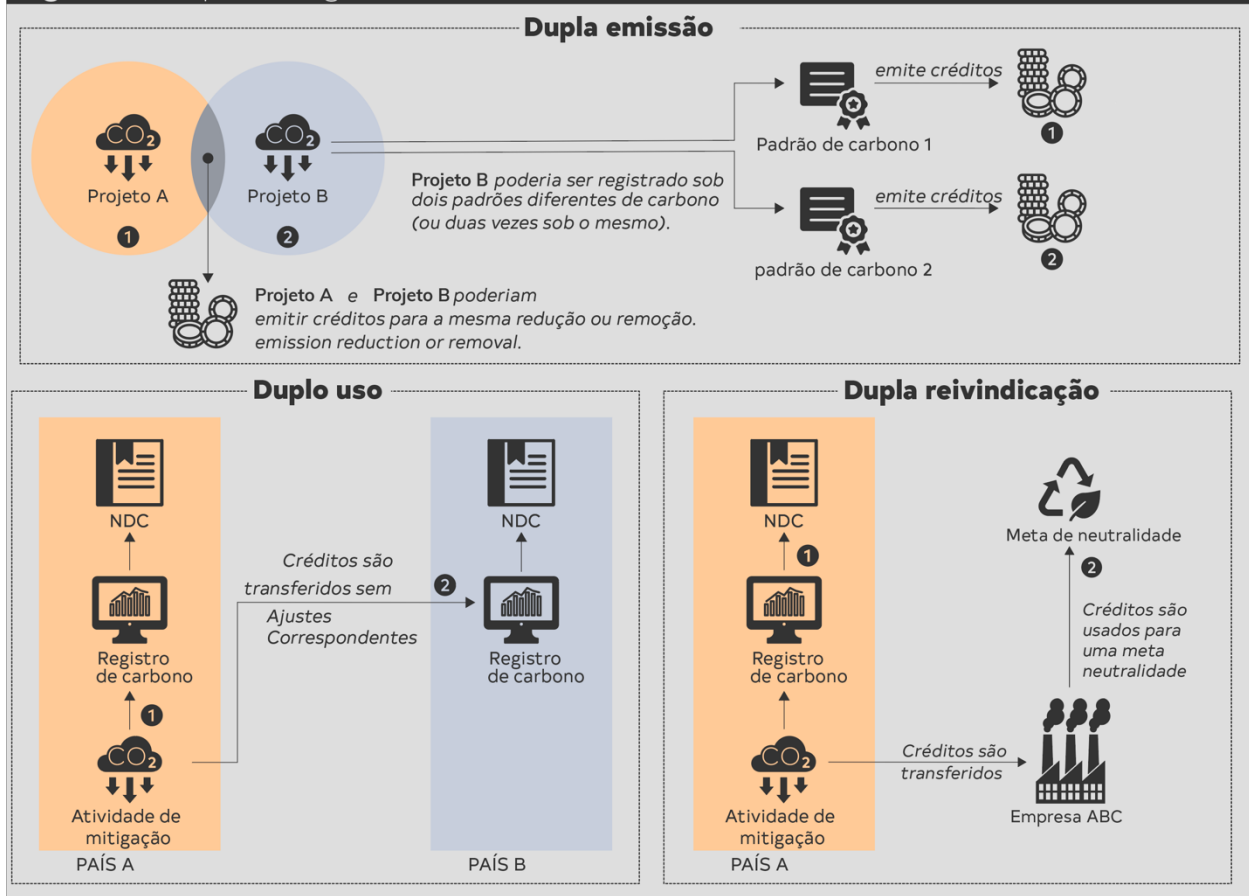 Dupla emissão
CO2
Projeto A
1
CO2
Projeto B
2
Projeto A e Projeto B poderiam
emitir créditos para a mesma redução ou remoção.
emission reduction or removal.
Projeto B poderia ser registrado sob
dois padrões diferentes de carbono
(ou duas vezes sob o mesmo).
Padrão de carbono 1
emite créditos
1
padrão de carbono 2
emite créditos
2
Duplo uso
NDC
Registro
de carbono
1
CO2
Atividade de
mitigação
PAÍS A
Créditos são
transferidos sem
Ajustes
Correspondentes
2
NDC
Registro
de carbono
PAÍS B
Dupla reivindicação
NDC
1
Registro
de carbono
CO2
Atividade de
mitigação
PAÍS A
Créditos são
transferidos
Meta de neutralidade
2
Créditos são
usados para
uma meta
neutralidade
Empresa ABC